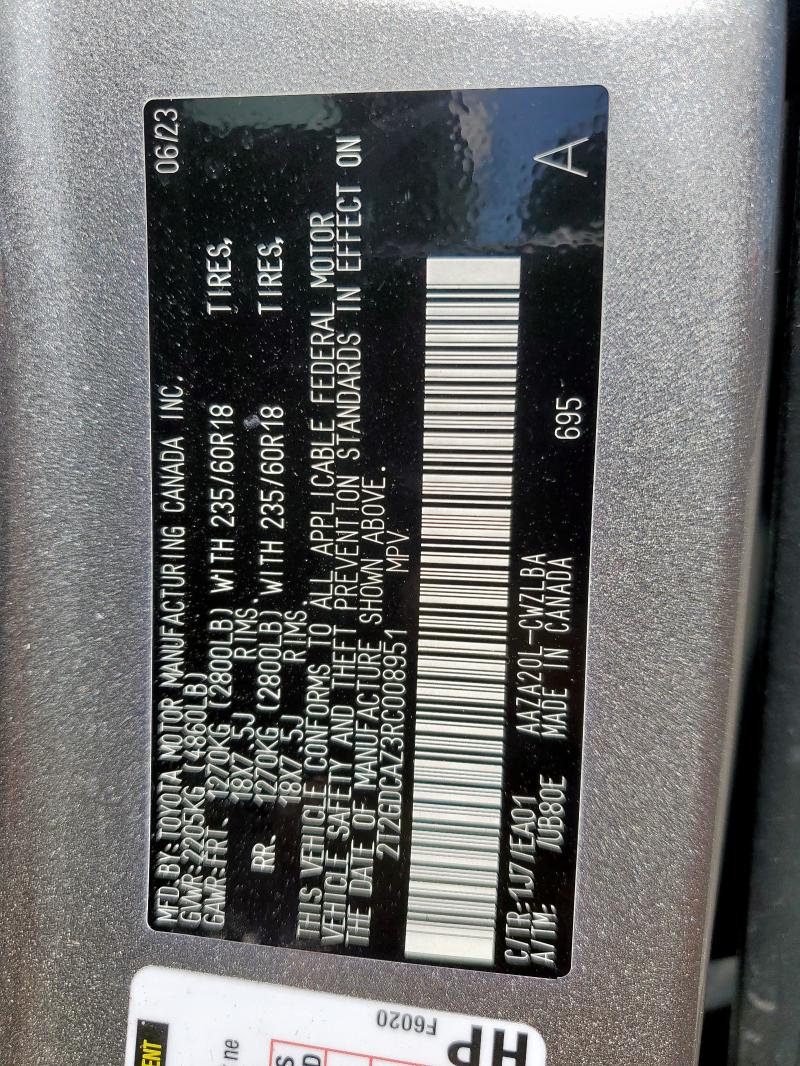 MFD.BY:TOYOTA MOTOR MANUFACTURING CANADA INC. 06/23
GVWR:2205KG (4860LB)
GAWR:FRT. 1270KG (2800LB) WITH 235/60R18 TIRES,
18X7.5J RIMS.
RR. 1270KG (2800LB) WITH 235/60R18 TIRES,
18X7.5J RIMS.
THIS VEHICLE CONFORMS TO ALL APPLICABLE FEDERAL MOTOR
VEHICLE SAFETY AND THEFT PREVENTION STANDARDS IN EFFECT ON
THE DATE OF MANUFACTURE SHOWN ABOVE.
2T2GDCAZ3RC008951 MPV
C/TR:1J7/EA01 AAZA20L-CWZLBA
A/TM: /UB80E MADE IN CANADA 695 A
F6020
HP